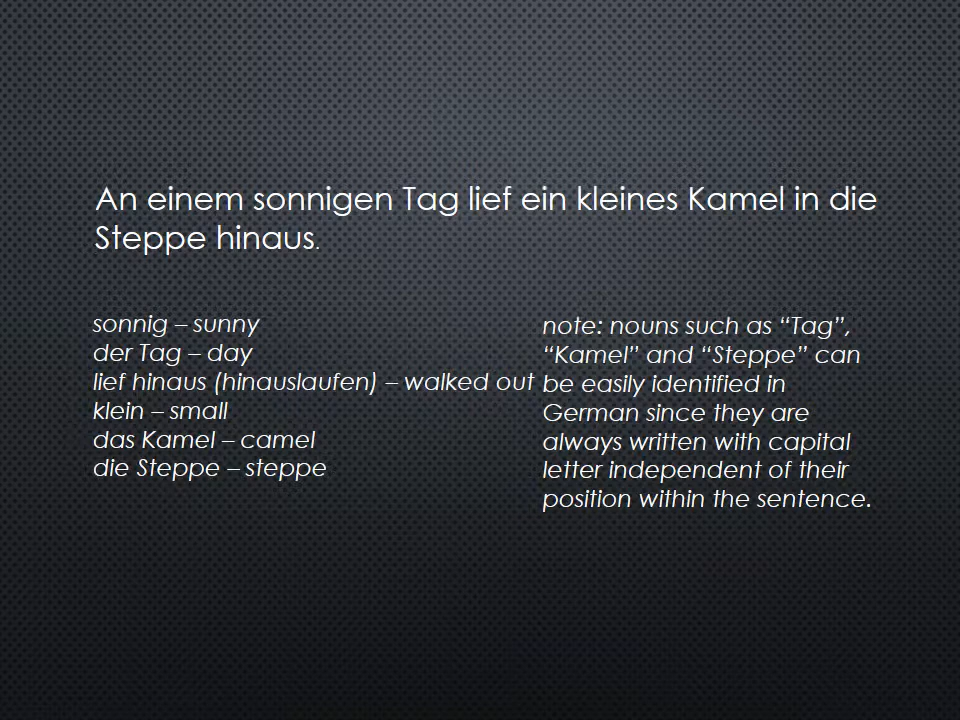 An einem sonnigen Tag lief ein kleines Kamel in die
Steppe hinaus.
sonnig – sunny
der Tag – day
lief hinaus (hinauslaufen) – walked out
klein – small
das Kamel – camel
die Steppe – steppe
note: nouns such as “Tag”,
“Kamel” and “Steppe” can
be easily identified in
German since they are
always written with capital
letter independent of their
position within the sentence.